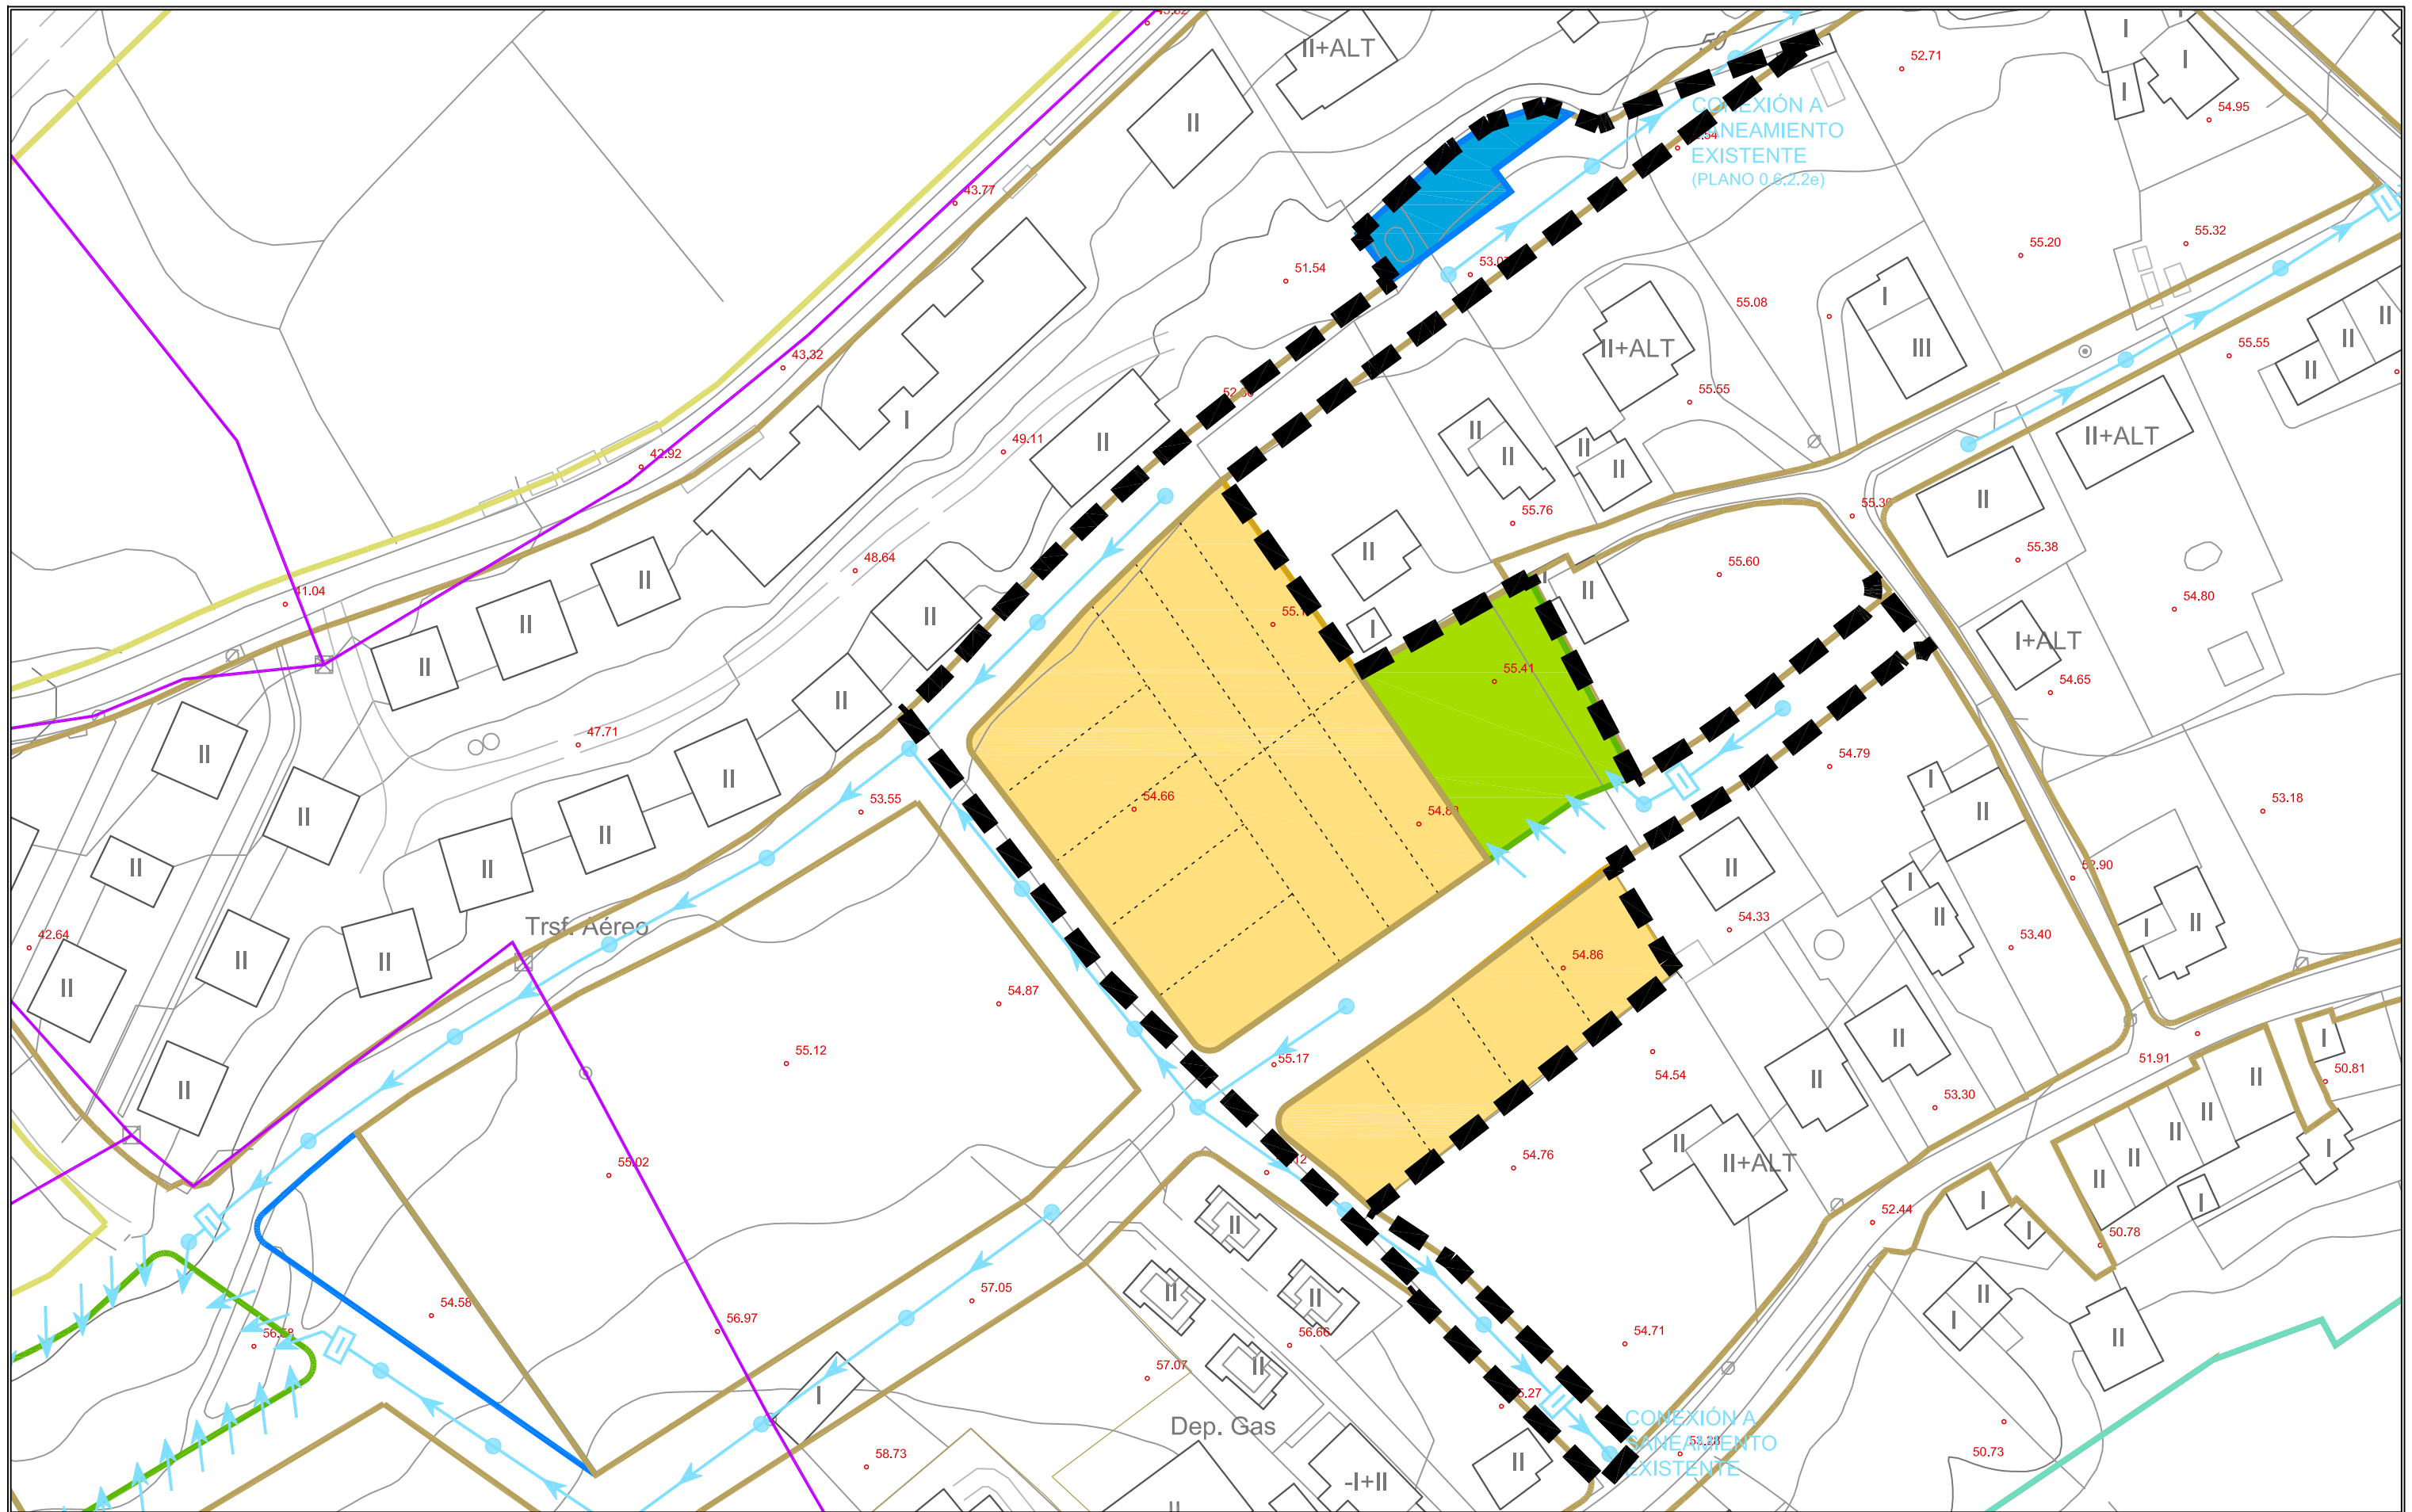 II+ALT
50
52.71
I
I
I
54.95
II
CONEXIÓN A
SANEAMIENTO
EXISTENTE
(PLANO 0.6.2.2e)
43.77
55.20
55.32
51.54
55.08
I
III
II
II
II
55.55
43.32
II+ALT
55.55
I
II
II+ALT
49.11
II
II
II
II
42.92
55.76
II
55.38
48.64
II
55.60
II
II
I
II
54.80
41.04
II
II
I
I+ALT
55.41
54.65
II
II
47.71
II
54.79
II
53.55
54.66
I
II
53.18
II
II
II
II
52.90
II
I
54.33
II
I
II
Trsf. Aéreo
42.64
53.40
II
II
II
54.86
54.87
II
55.12
55.17
II
I
51.91
50.81
II
54.54
II
II
53.30
II
II
II
II
I
55.02
54.76
II
II+ALT
I
I
52.44
I
50.78
II
II
II
57.05
54.58
56.97
56.66
54.71
I
II
II
57.07
II
I
Dep. Gas
CONEXIÓN A
SANEAMIENTO
EXISTENTE
58.73
50.73
II
-I+II
II